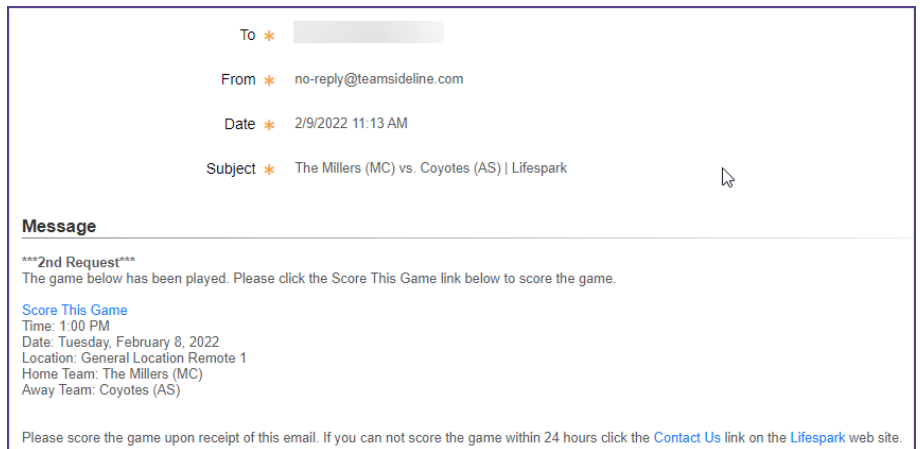 To *
From * no-reply@teamsideline.com
Date * 2/9/2022 11:13 AM
Subject * The Millers (MC) vs. Coyotes (AS) | Lifespark
Message
***2nd Request***
The game below has been played. Please click the Score This Game link below to score the game.
Score This Game
Time: 1:00 PM
Date: Tuesday, February 8, 2022
Location: General Location Remote 1
Home Team: The Millers (MC)
Away Team: Coyotes (AS)
Please score the game upon receipt of this email. If you can not score the game within 24 hours click the Contact Us link on the Lifespark web site.